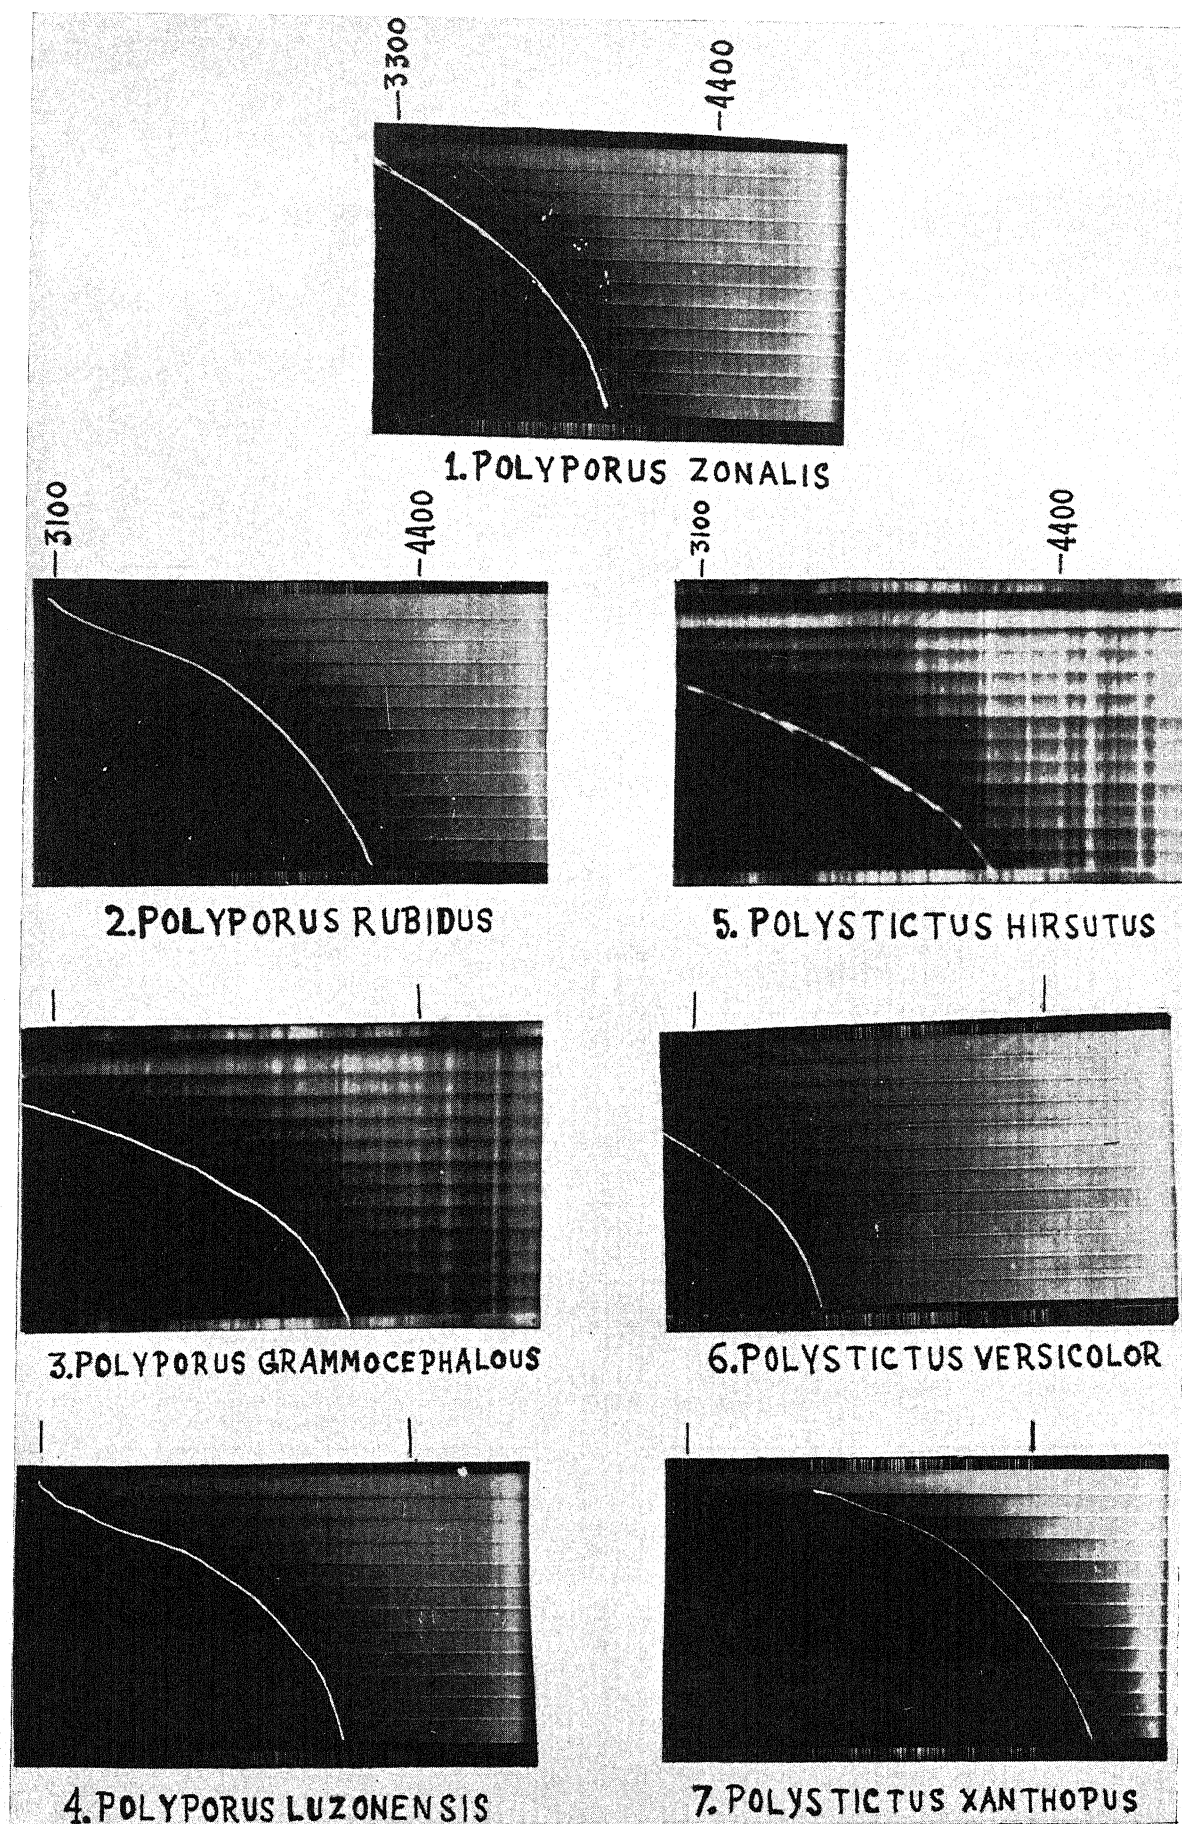 -3300
-4400
1. POLYPORUS ZONALIS
-3100
-4400
-3100
-4400
2. POLYPORUS RUBIDUS
5. POLYSTICTUS HIRSUTUS
3. POLYPORUS GRAMMOCEPHALOUS
6. POLYSTICTUS VERSICOLOR
4. POLYPORUS LUZONENSIS
7. POLYSTICTUS XANTHOPUS